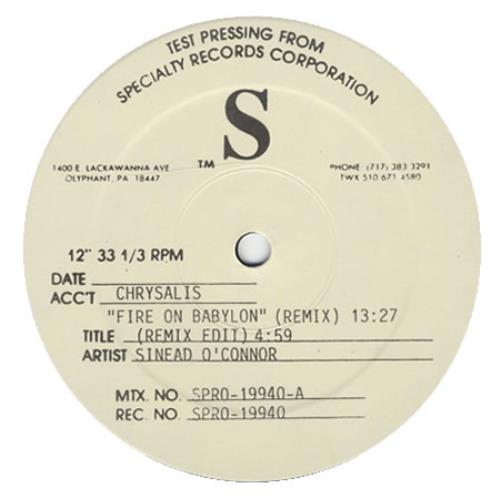 TEST PRESSING FROM
SPECIALTY RECORDS CORPORATION
S
TM
1400 E. LACKAWANNA AVE
OLYPHANT, PA 18447
PHONE (717) 383 3291
TWX 510 671 4580
12" 33 1/3 RPM
DATE
ACC'T CHRYSALIS
"FIRE ON BABYLON" (REMIX) 13:27
TITLE (REMIX EDIT) 4:59
ARTIST SINEAD O'CONNOR
MTX. NO. SPRO-19940-A
REC. NO. SPRO-19940